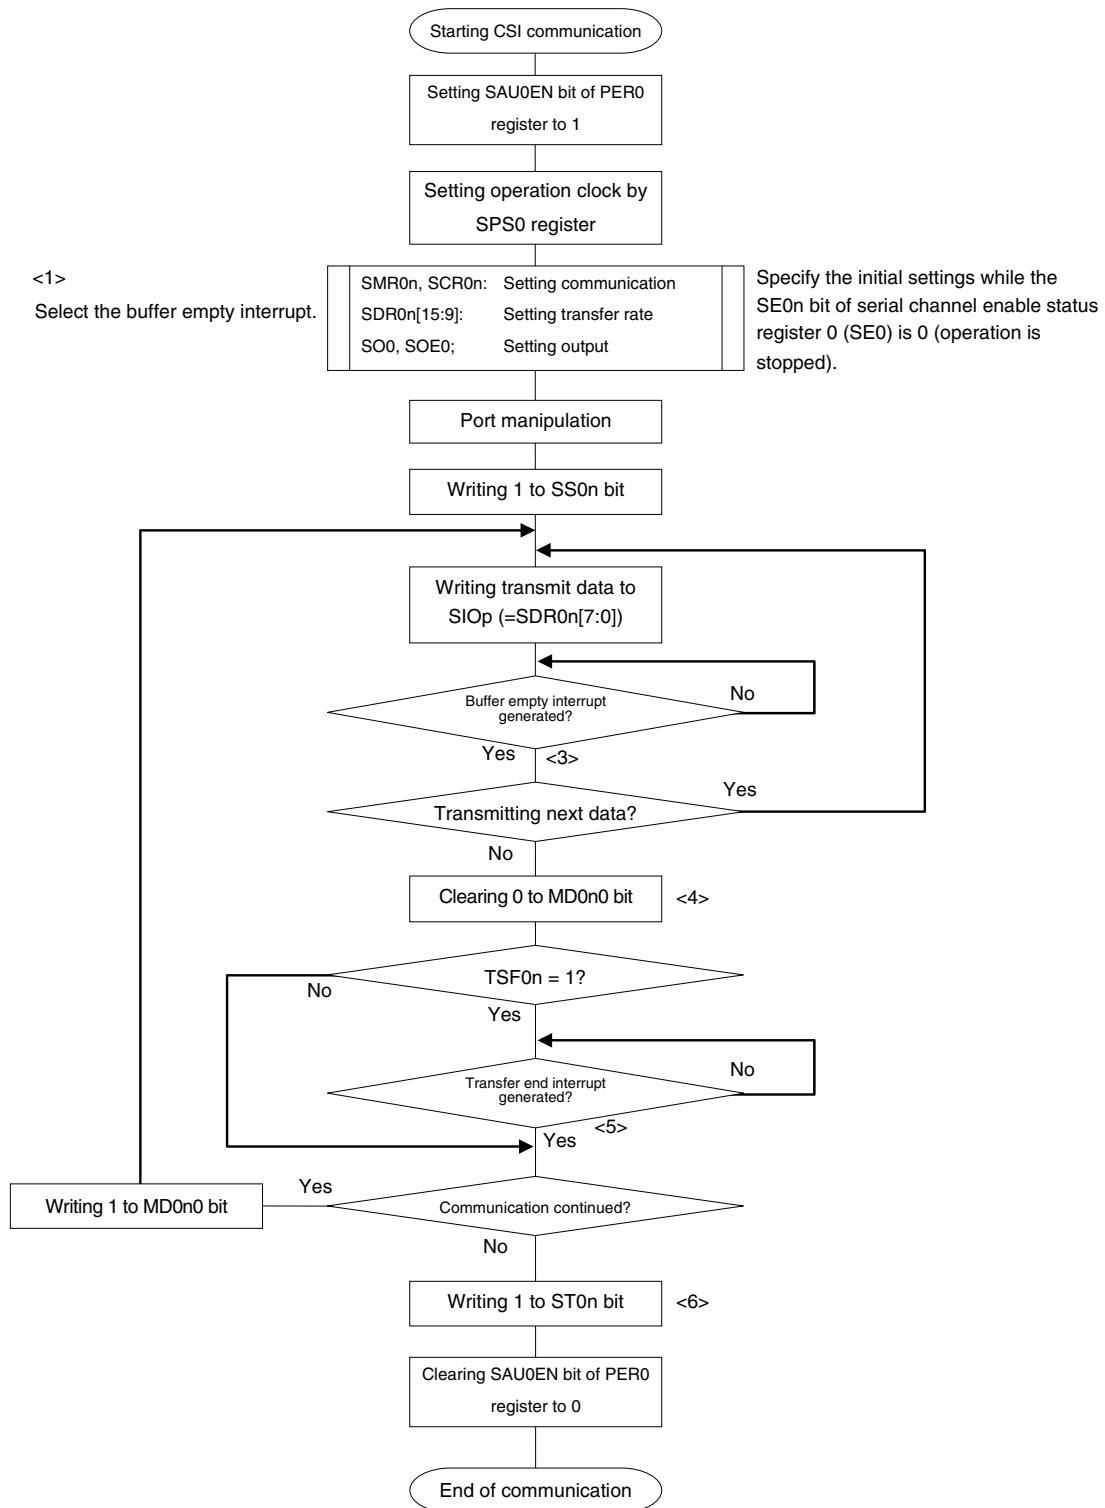 Starting CSI communication
Setting SAU0EN bit of PER0
register to 1
Setting operation clock by
SPS0 register
<1>
Select the buffer empty interrupt.
SMR0n, SCR0n: Setting communication
SDR0n[15:9]: Setting transfer rate
SO0, SOE0; Setting output
Specify the initial settings while the
SE0n bit of serial channel enable status
register 0 (SE0) is 0 (operation is
stopped).
Port manipulation
Writing 1 to SS0n bit
Writing transmit data to
SIOp (=SDR0n[7:0])
Buffer empty interrupt
generated?
No
Yes
<3>
Transmitting next data?
Yes
No
Clearing 0 to MD0n0 bit
<4>
TSF0n = 1?
No
Yes
Transfer end interrupt
generated?
No
<5>
Yes
Communication continued?
Yes
Writing 1 to MD0n0 bit
No
Writing 1 to ST0n bit
<6>
Clearing SAU0EN bit of PER0
register to 0
End of communication